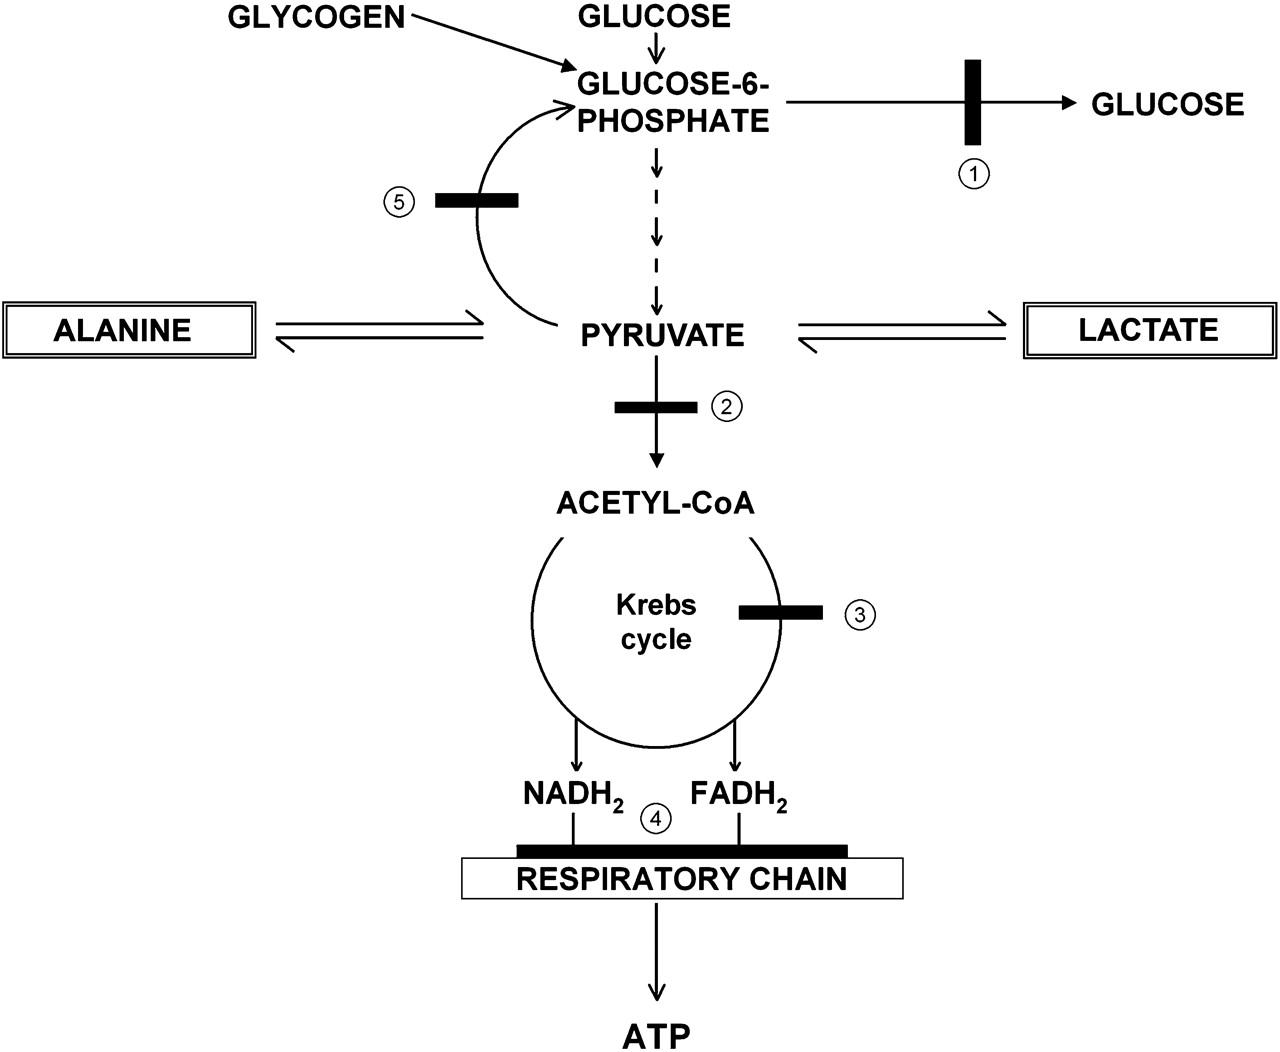 GLYCOGEN
GLUCOSE
GLUCOSE-6-
PHOSPHATE
GLUCOSE
1
5
ALANINE
PYRUVATE
LACTATE
2
ACETYL-CoA
Krebs
cycle
3
NADH2
FADH2
4
RESPIRATORY CHAIN
ATP